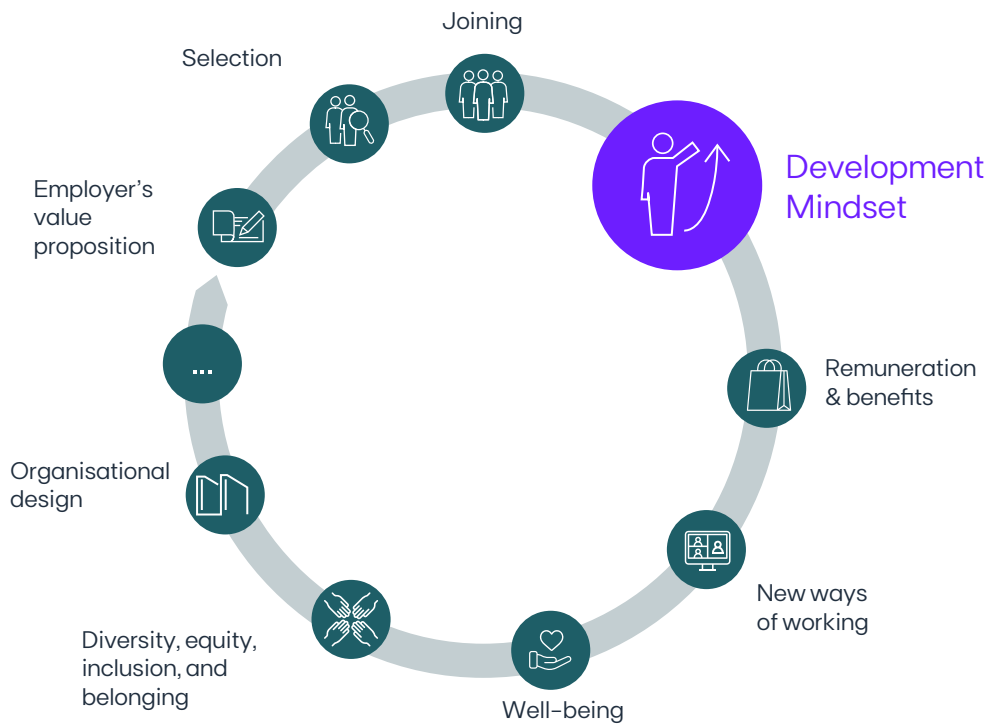 Joining
Selection
Development
Mindset
Employer’s
value
proposition
...
Remuneration
& benefits
Organisational
design
New ways
of working
Diversity, equity,
inclusion, and
belonging
Well-being